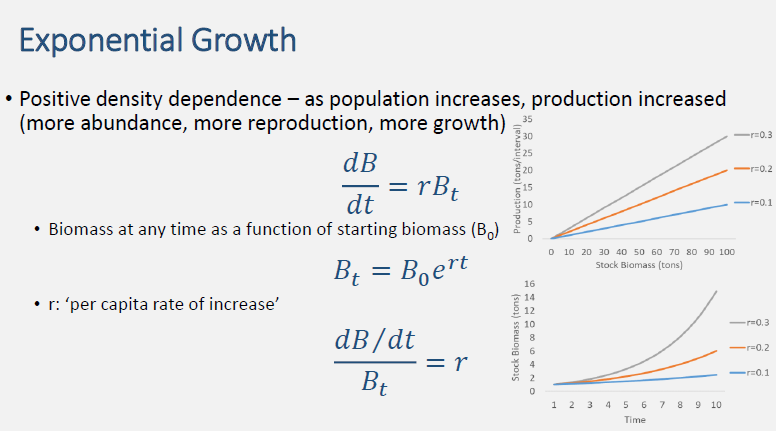 Exponential Growth
• Positive density dependence – as population increases, production increased
(more abundance, more reproduction, more growth)
dB/dt = rB_t
• Biomass at any time as a function of starting biomass (B₀)
B_t = B₀e^{rt}
• r: ‘per capita rate of increase’
(dB/dt)/B_t = r
Production (tons/interval)
35
30
25
20
15
10
5
0
0 10 20 30 40 50 60 70 80 90 100
Stock Biomass (tons)
r=0.3
r=0.2
r=0.1
Stock Biomass (tons)
16
14
12
10
8
6
4
2
0
1 2 3 4 5 6 7 8 9 10
Time
r=0.3
r=0.2
r=0.1